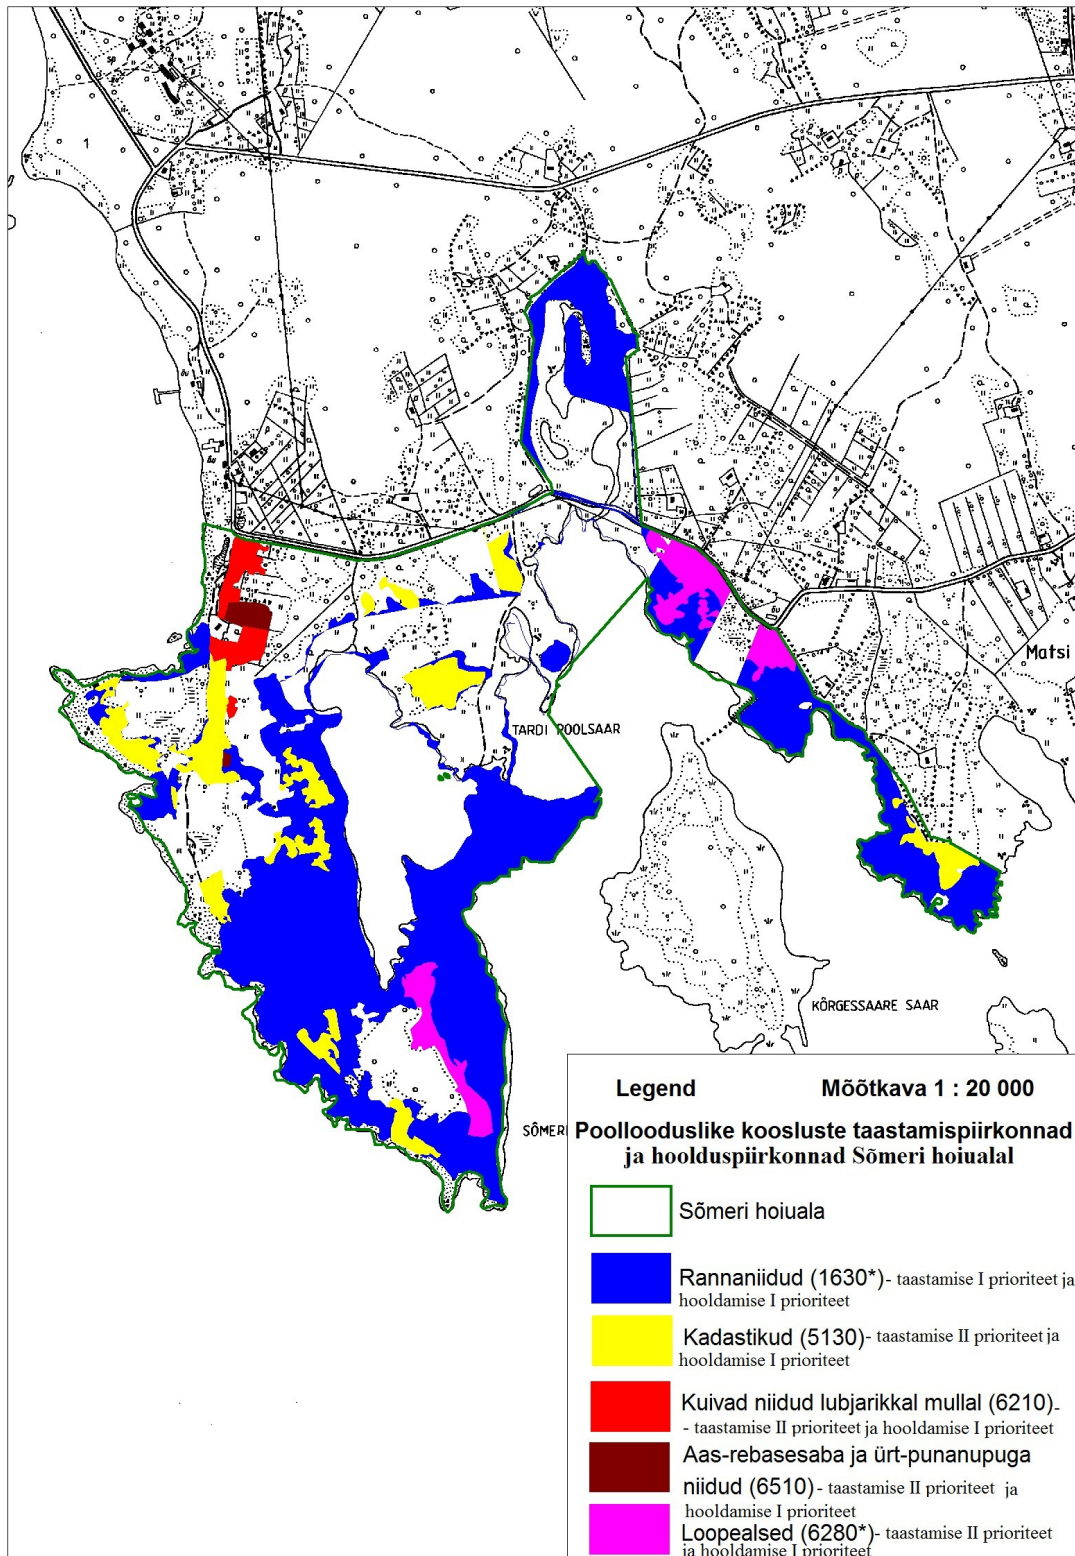 1
Matsi
TARDI POOLSAAR
KÕRGESSAARE SAAR
SÕMERI
Legend
Mõõtkava 1 : 20 000
Poollooduslike koosluste taastamispiirkonnad
ja hoolduspiirkonnad Sõmeri hoiualal
Sõmeri hoiuala
Rannaniidud (1630*)- taastamise I prioriteet ja
hooldamise I prioriteet
Kadastikud (5130)- taastamise II prioriteet ja
hooldamise I prioriteet
Kuivad niidud lubjarikkal mullal (6210)-
- taastamise II prioriteet ja hooldamise I prioriteet
Aas-rebasesaba ja ürt-punanupuga
niidud (6510) - taastamise II prioriteet ja
hooldamise I prioriteet
Loopealsed (6280*)- taastamise II prioriteet
ja hooldamise I prioriteet